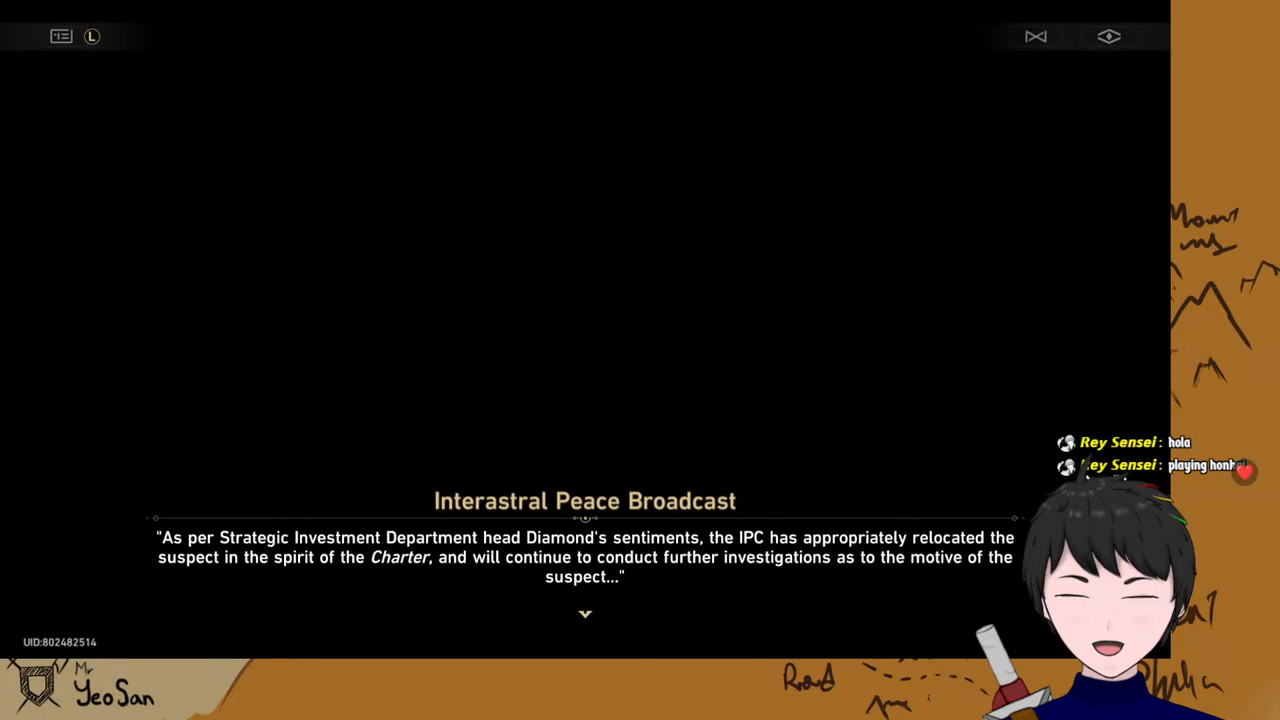 L
Moun
Rey Sensei: hola
Rey Sensei: playing honk
Interastral Peace Broadcast
"As per Strategic Investment Department head Diamond's sentiments, the IPC has appropriately relocated the
suspect in the spirit of the Charter, and will continue to conduct further investigations as to the motive of the
suspect..."
UID:802482514
Mr
YeoSan
Road